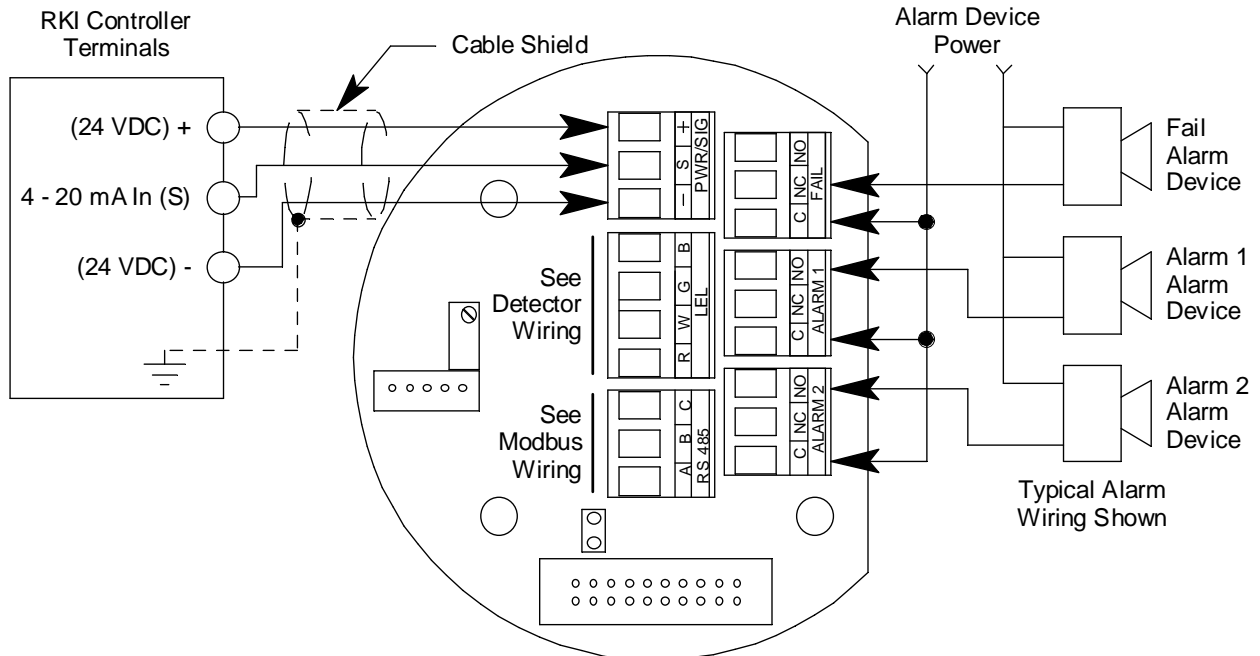 RKI Controller
Terminals
Cable Shield
Alarm Device
Power
(24 VDC) +
4 - 20 mA In (S)
(24 VDC) -
+
S
−
PWR/SIG
NO
NC
C
FAIL
Fail
Alarm
Device
See
Detector
Wiring
B
G
W
R
LEL
NO
NC
C
ALARM 1
Alarm 1
Alarm
Device
See
Modbus
Wiring
C
B
A
RS 485
NO
NC
C
ALARM 2
Alarm 2
Alarm
Device
Typical Alarm
Wiring Shown